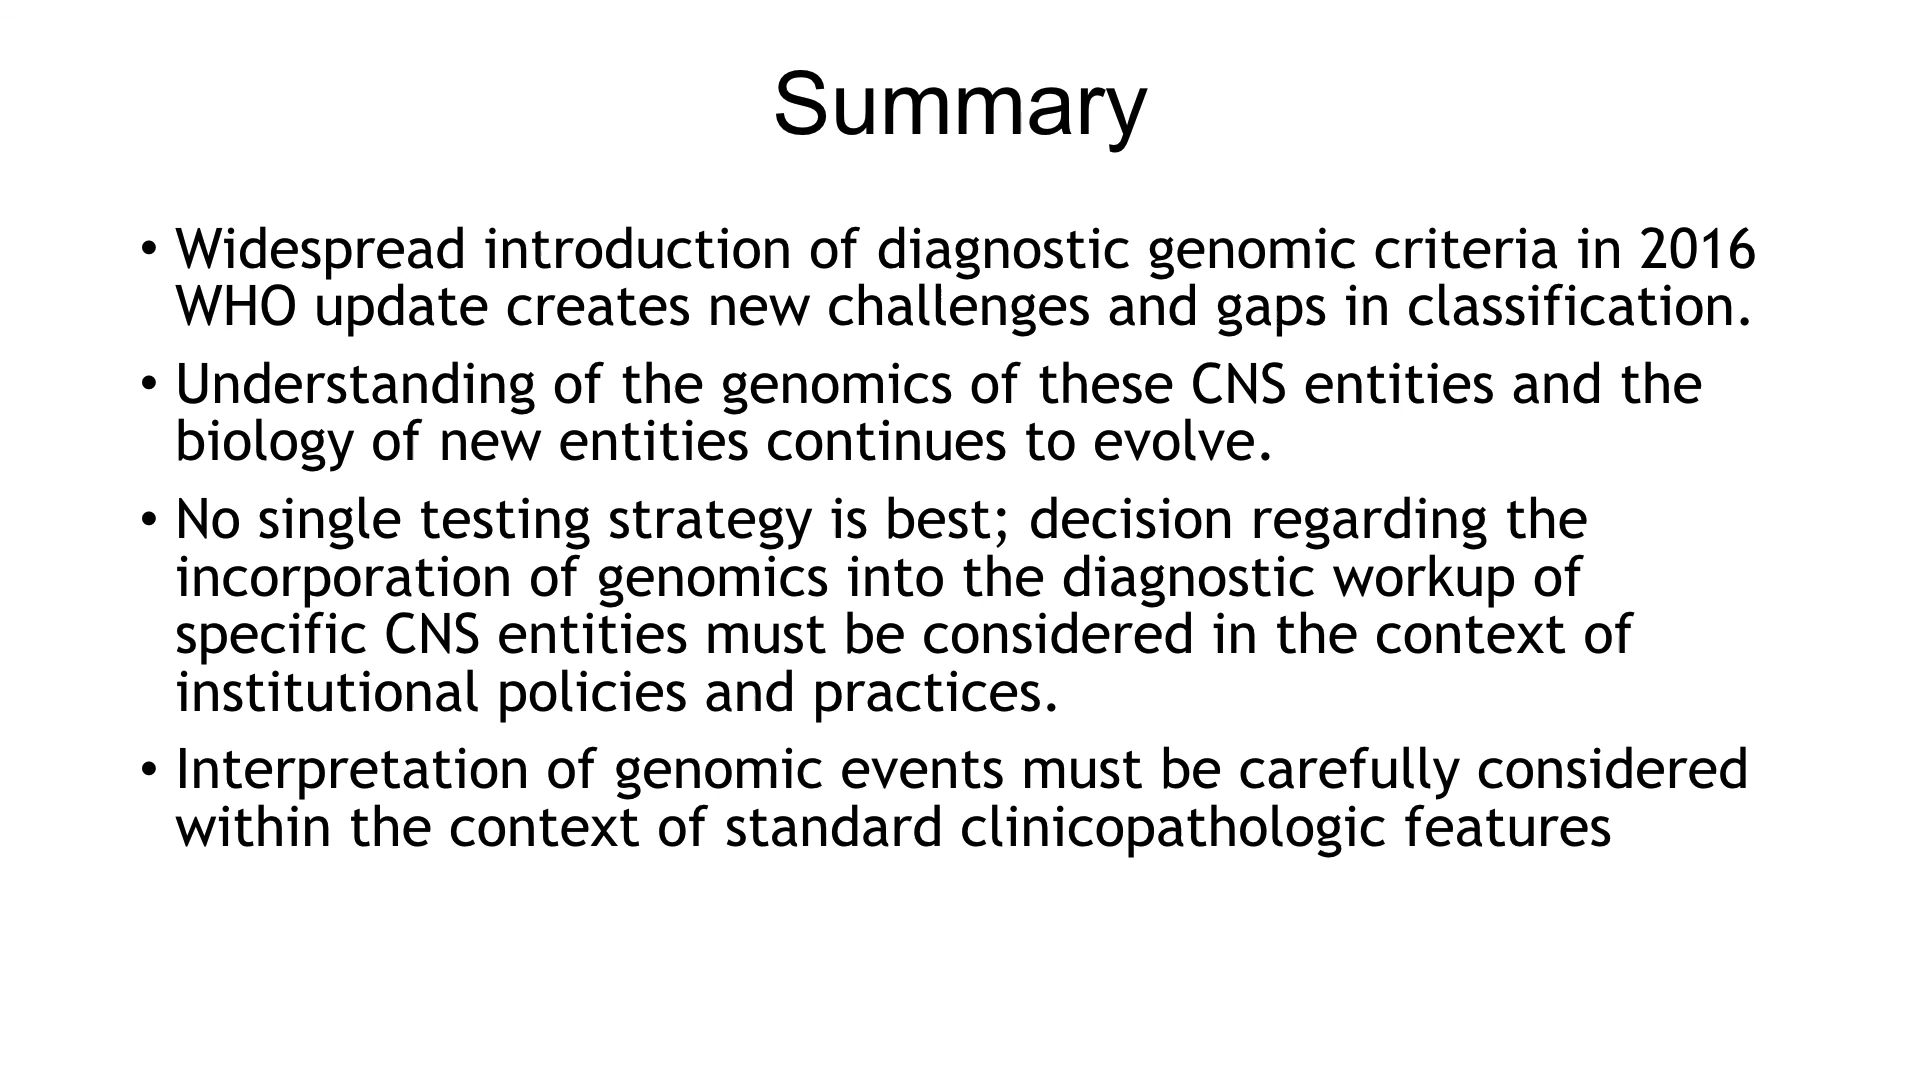 Summary
• Widespread introduction of diagnostic genomic criteria in 2016
WHO update creates new challenges and gaps in classification.
• Understanding of the genomics of these CNS entities and the
biology of new entities continues to evolve.
• No single testing strategy is best; decision regarding the
incorporation of genomics into the diagnostic workup of
specific CNS entities must be considered in the context of
institutional policies and practices.
• Interpretation of genomic events must be carefully considered
within the context of standard clinicopathologic features